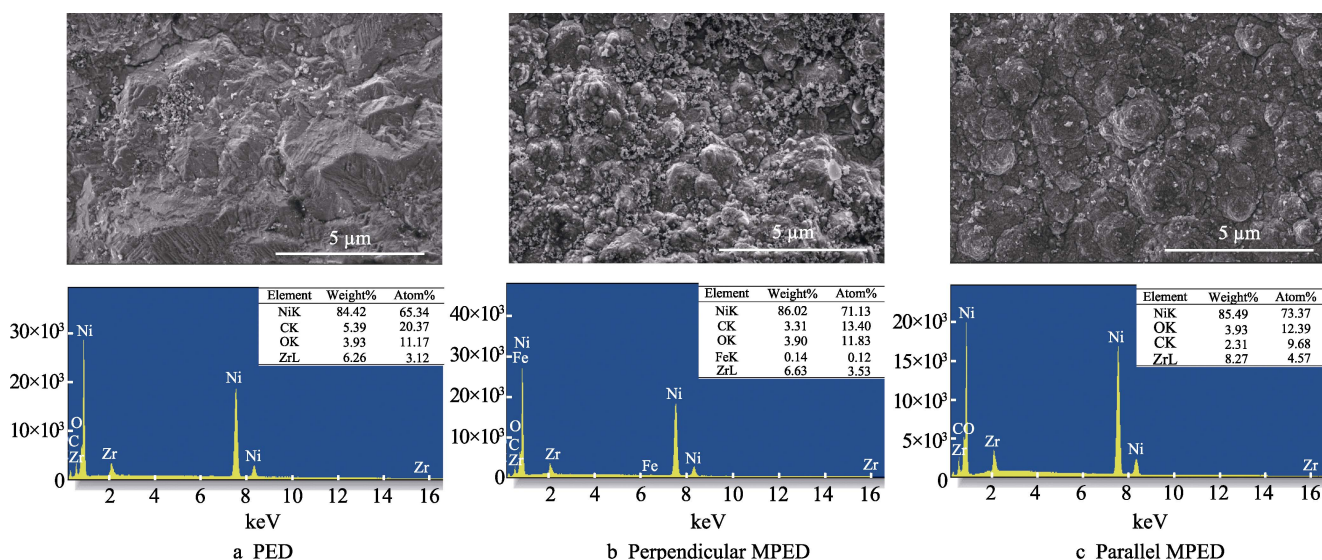 5 µm
5 µm
5 µm
Element Weight% Atom%
NiK 84.42 65.34
CK 5.39 20.37
OK 3.93 11.17
ZrL 6.26 3.12
30×10³
20×10³
10×10³
0
Ni
O
C
Zr
Zr
Ni
Ni
Zr
2 4 6 8 10 12 14 16
keV
a PED
Element Weight% Atom%
NiK 86.02 71.13
CK 3.31 13.40
OK 3.90 11.83
FeK 0.14 0.12
ZrL 6.63 3.53
40×10³
30×10³
20×10³
10×10³
0
Ni
Fe
O
C
Zr
Zr
Fe
Ni
Ni
Zr
2 4 6 8 10 12 14 16
keV
b Perpendicular MPED
Element Weight% Atom%
NiK 85.49 73.37
OK 3.93 12.39
CK 2.31 9.68
ZrL 8.27 4.57
20×10³
15×10³
10×10³
5×10³
0
Ni
CO
Zr
Zr
Ni
Ni
Zr
2 4 6 8 10 12 14 16
keV
c Parallel MPED